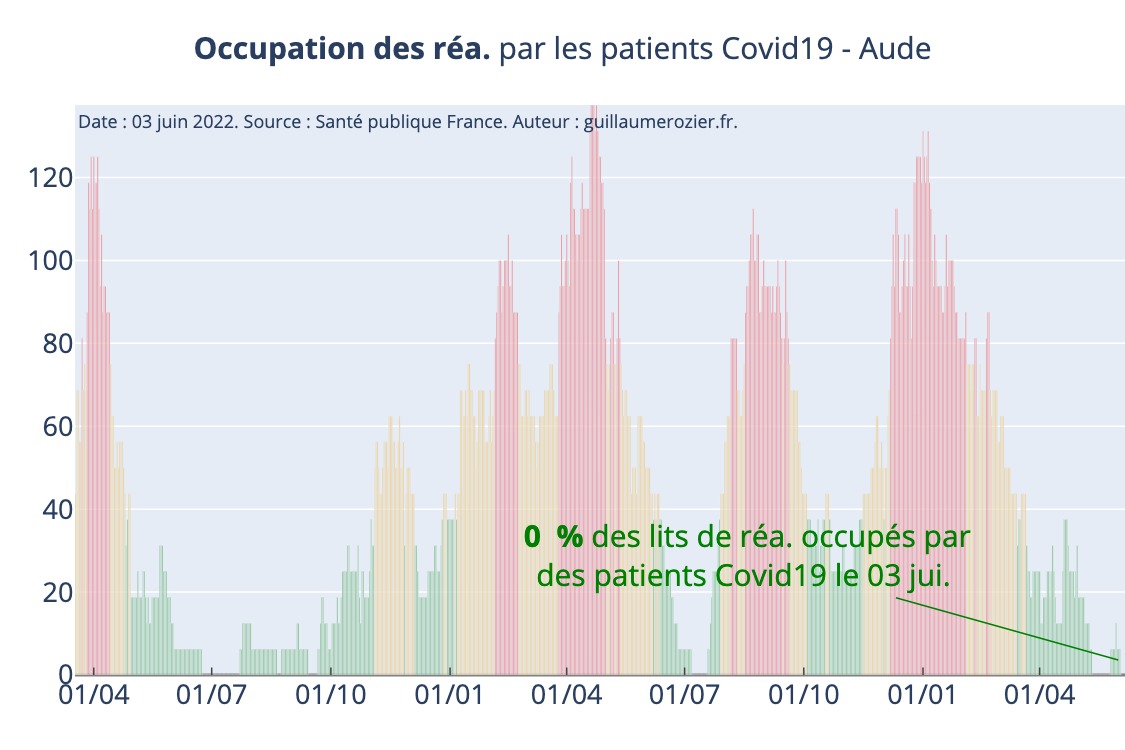 Occupation des réa. par les patients Covid19 - Aude
Date : 03 juin 2022. Source : Santé publique France. Auteur : guillaumerozier.fr.
120
100
80
60
40
0 % des lits de réa. occupés par
des patients Covid19 le 03 jui.
20
0
01/04 01/07 01/10 01/01 01/04 01/07 01/10 01/01 01/04